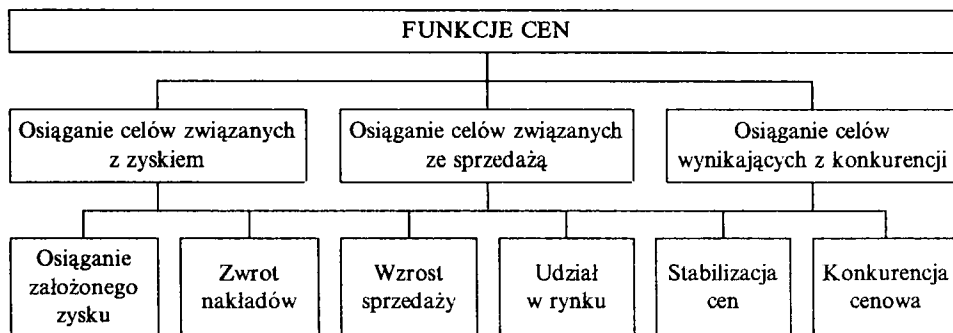 FUNKCJE CEN
Osiąganie celów związanych
z zyskiem
Osiąganie celów związanych
ze sprzedażą
Osiąganie celów
wynikających z konkurencji
Osiąganie
założonego
zysku
Zwrot
nakładów
Wzrost
sprzedaży
Udział
w rynku
Stabilizacja
cen
Konkurencja
cenowa